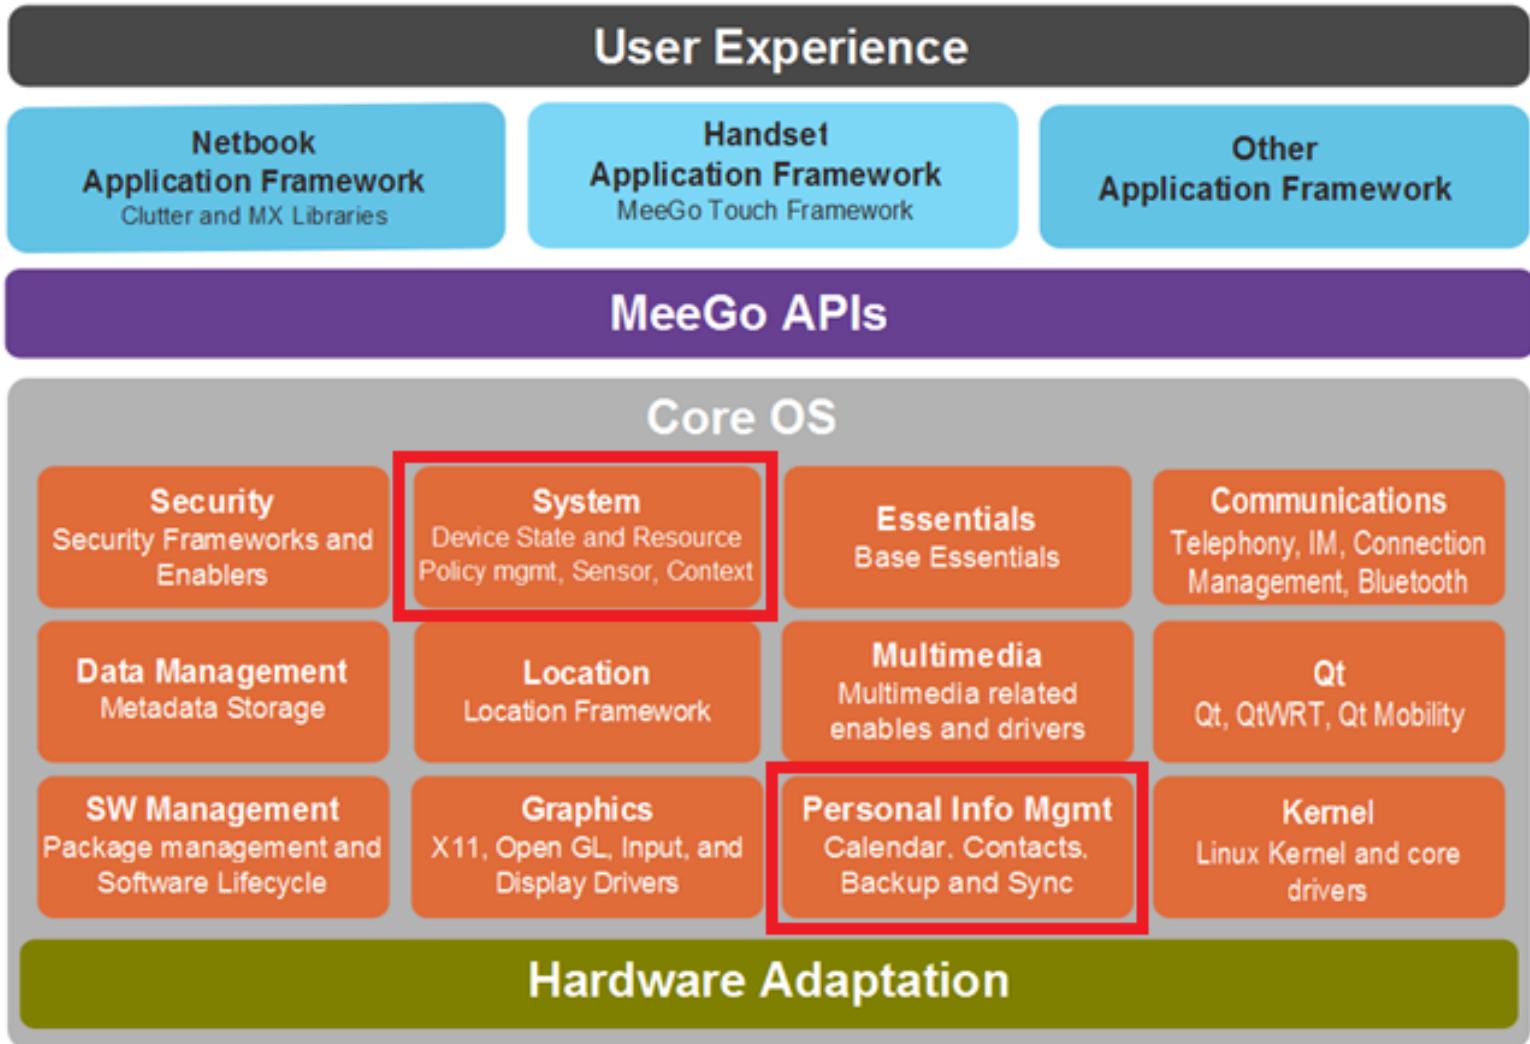 User Experience
Netbook
Application Framework
Clutter and MX Libraries
Handset
Application Framework
MeeGo Touch Framework
Other
Application Framework
MeeGo APIs
Core OS
Security
Security Frameworks and
Enablers
System
Device State and Resource
Policy mgmt, Sensor, Context
Essentials
Base Essentials
Communications
Telephony, IM, Connection
Management, Bluetooth
Data Management
Metadata Storage
Location
Location Framework
Multimedia
Multimedia related
enables and drivers
Qt
Qt, QtWRT, Qt Mobility
SW Management
Package management and
Software Lifecycle
Graphics
X11, Open GL, Input, and
Display Drivers
Personal Info Mgmt
Calendar, Contacts,
Backup and Sync
Kernel
Linux Kernel and core
drivers
Hardware Adaptation